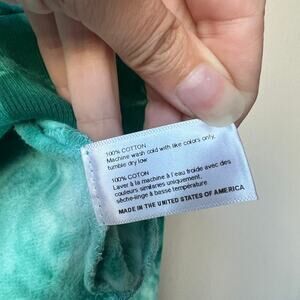 100% COTTON
Machine wash cold with like colors only,
tumble dry low
100% COTON
Laver à la machine à l'eau froide avec des
couleurs similaires uniquement,
sèche-linge à basse température
MADE IN THE UNITED STATES OF AMERICA